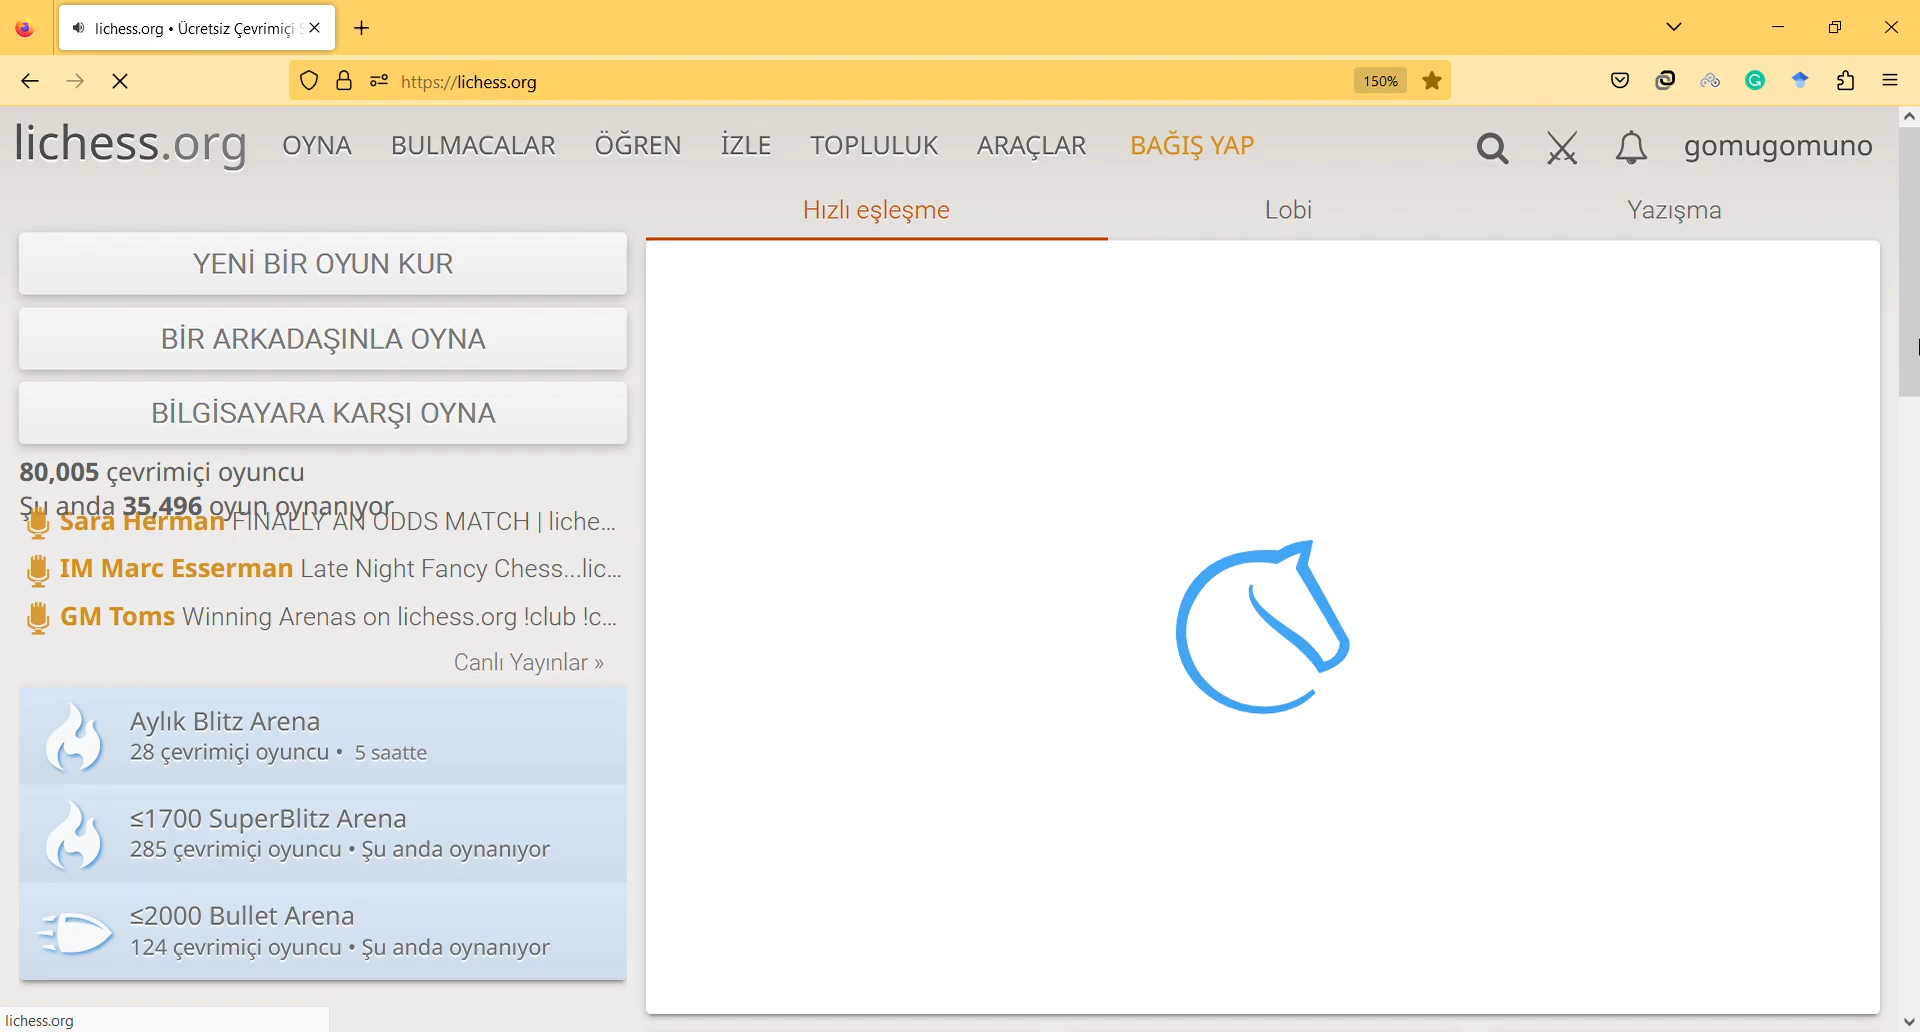 lichess.org • Ücretsiz Çevrimiçi S
https://lichess.org
150%
lichess.org OYNA BULMACALAR ÖĞREN İZLE TOPLULUK ARAÇLAR BAĞIŞ YAP gomugomuno
Hızlı eşleşme Lobi Yazışma
YENİ BİR OYUN KUR
BİR ARKADAŞINLA OYNA
BİLGİSAYARA KARŞI OYNA
80,005 çevrimiçi oyuncu
Şu anda 35,496 oyun oynanıyor
Sara Herman FINALLY AN ODDS MATCH | liche...
IM Marc Esserman Late Night Fancy Chess...lic...
GM Toms Winning Arenas on lichess.org !club !c...
Canlı Yayınlar »
Aylık Blitz Arena
28 çevrimiçi oyuncu • 5 saatte
≤1700 SuperBlitz Arena
285 çevrimiçi oyuncu • Şu anda oynanıyor
≤2000 Bullet Arena
124 çevrimiçi oyuncu • Şu anda oynanıyor
lichess.org